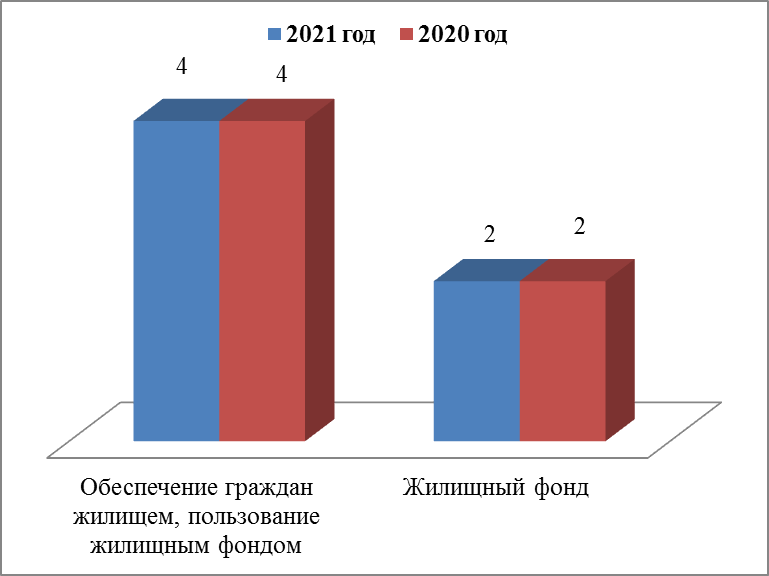 2021 год 2020 год
4 4
2 2
Обеспечение граждан
жилищем, пользование
жилищным фондом
Жилищный фонд